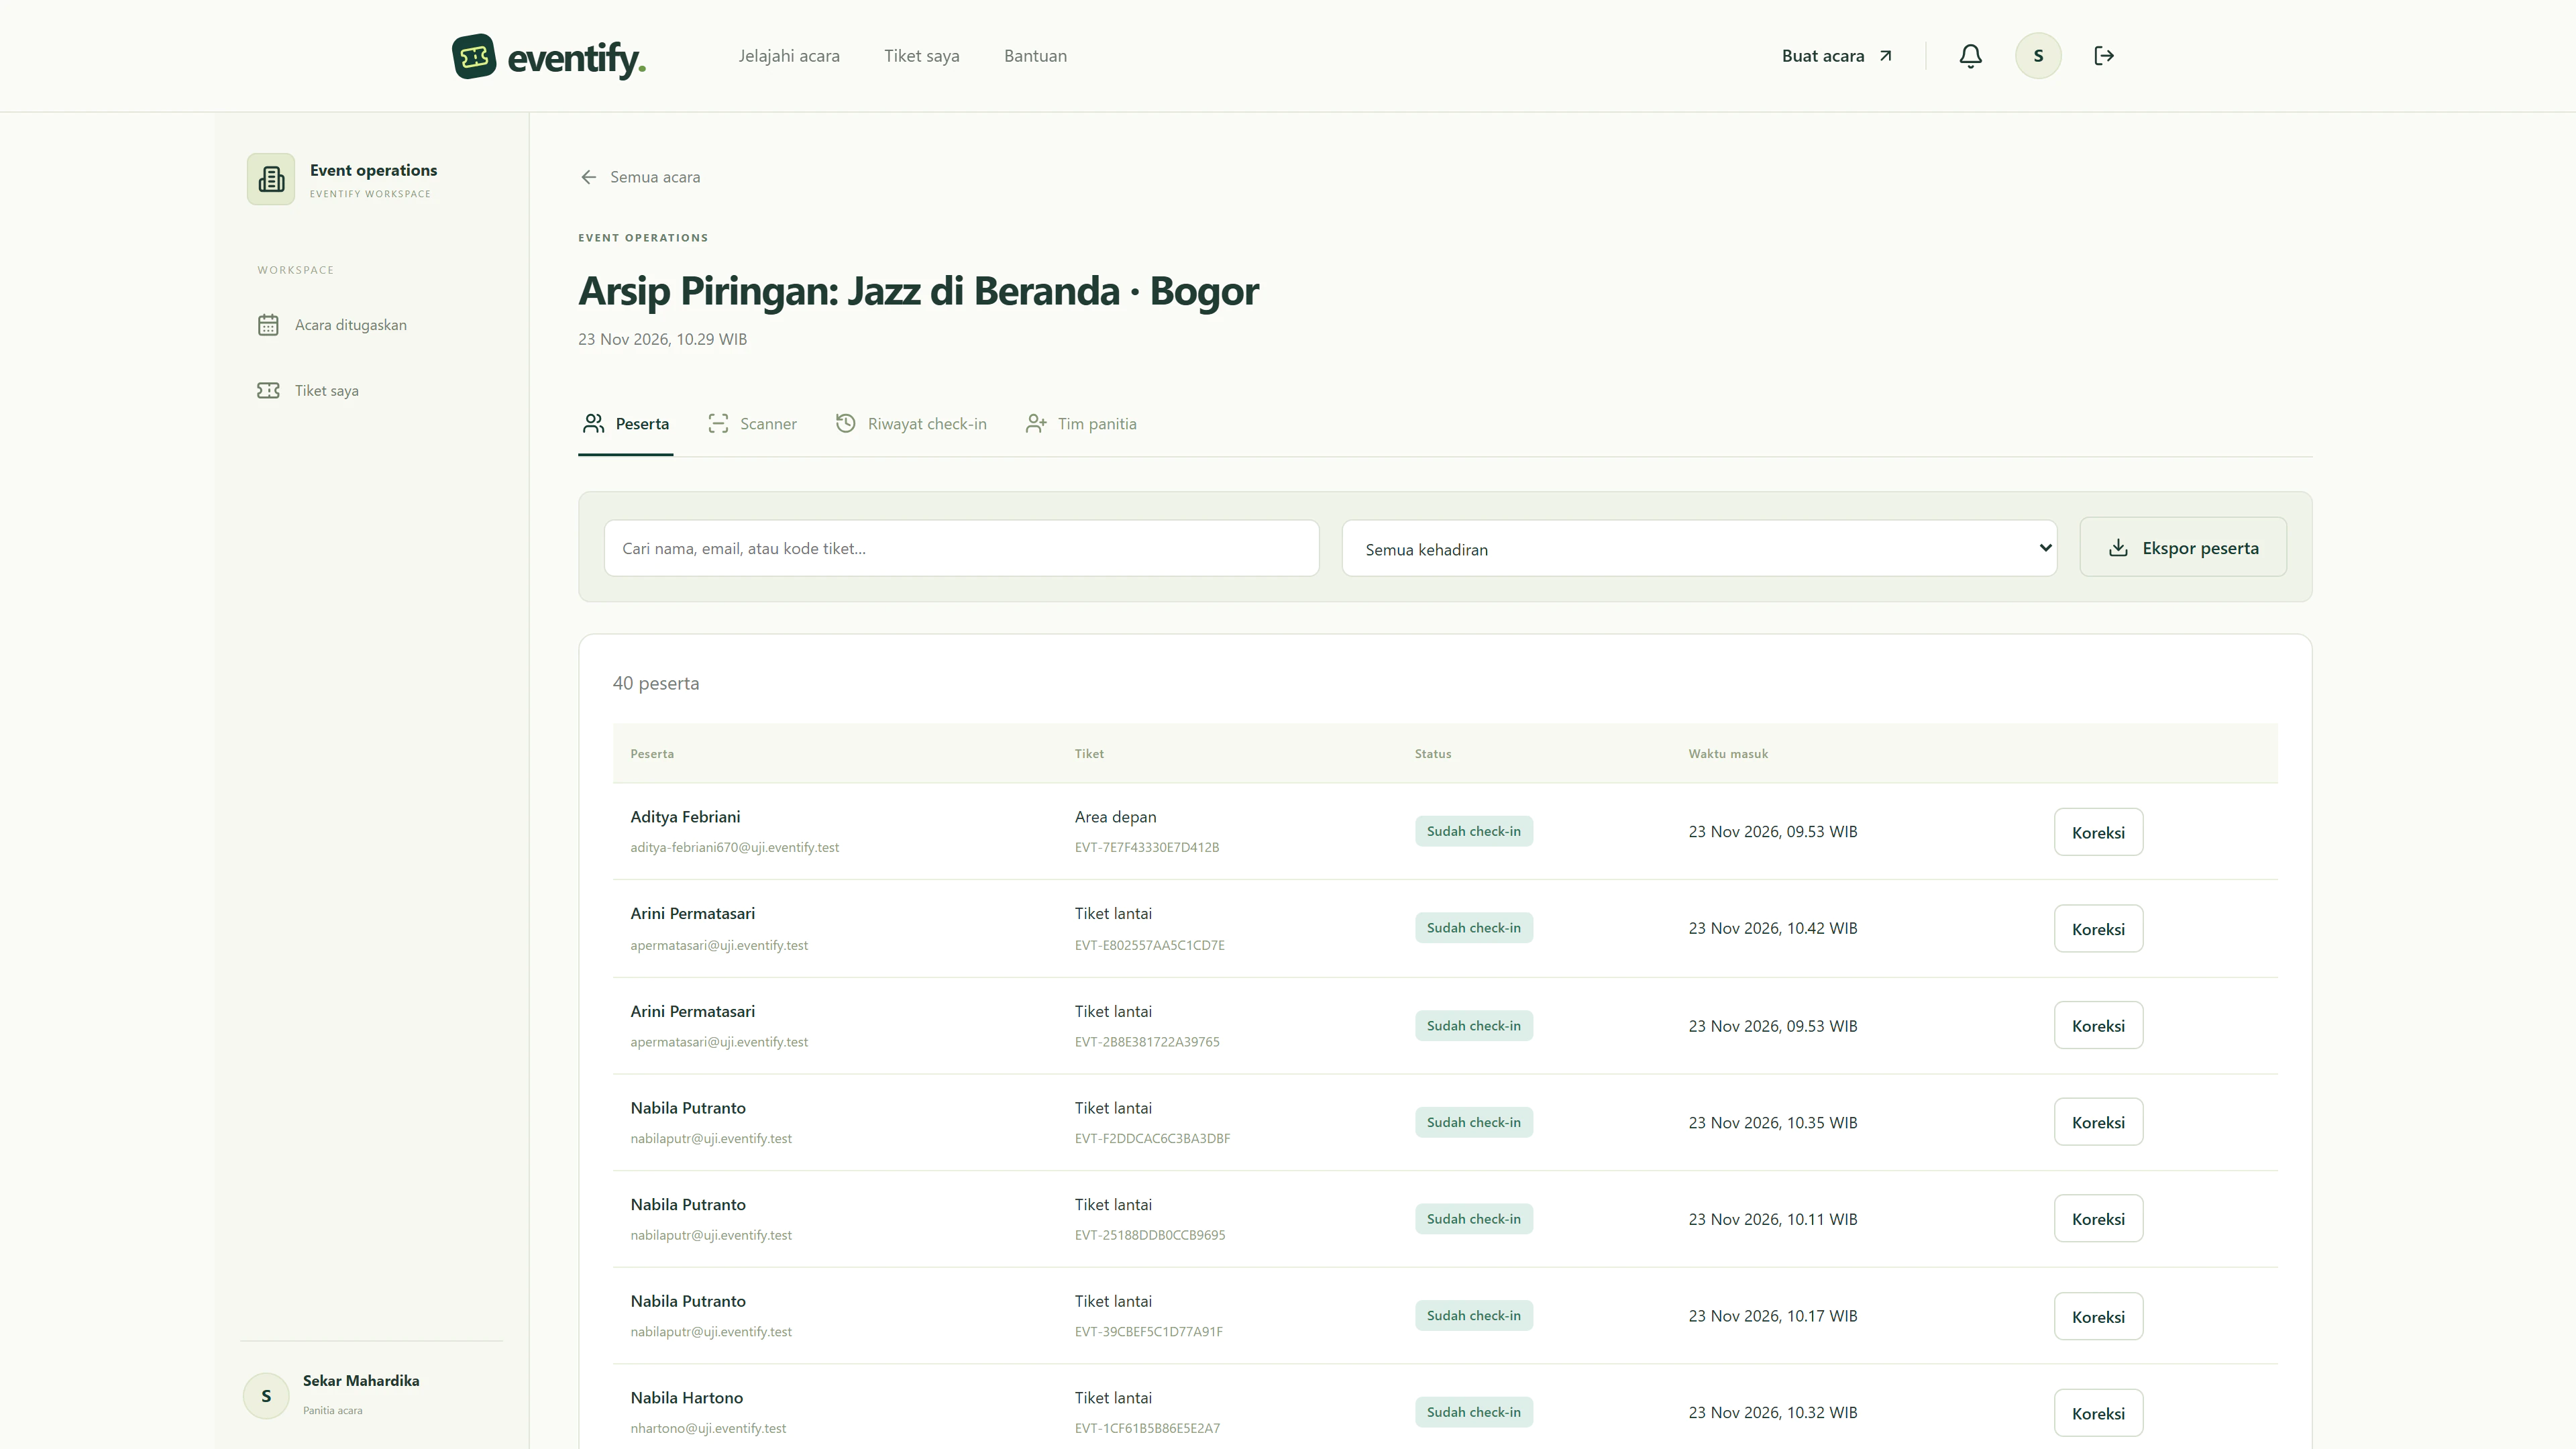 eventify.
Jelajahi acara
Tiket saya
Bantuan
Buat acara
S
Event operations
EVENTIFY WORKSPACE
WORKSPACE
Acara ditugaskan
Tiket saya
Semua acara
EVENT OPERATIONS
Arsip Piringan: Jazz di Beranda · Bogor
23 Nov 2026, 10.29 WIB
Peserta
Scanner
Riwayat check-in
Tim panitia
Cari nama, email, atau kode tiket...
Semua kehadiran
Ekspor peserta
40 peserta
Peserta Tiket Status Waktu masuk
Aditya Febriani Area depan Sudah check-in 23 Nov 2026, 09.53 WIB Koreksi
aditya-febriani670@uji.eventify.test EVT-7E7F43330E7D412B
Arini Permatasari Tiket lantai Sudah check-in 23 Nov 2026, 10.42 WIB Koreksi
apermatasari@uji.eventify.test EVT-E802557AA5C1CD7E
Arini Permatasari Tiket lantai Sudah check-in 23 Nov 2026, 09.53 WIB Koreksi
apermatasari@uji.eventify.test EVT-2B8E381722A39765
Nabila Putranto Tiket lantai Sudah check-in 23 Nov 2026, 10.35 WIB Koreksi
nabilaputr@uji.eventify.test EVT-F2DDCAC6C3BA3DBF
Nabila Putranto Tiket lantai Sudah check-in 23 Nov 2026, 10.11 WIB Koreksi
nabilaputr@uji.eventify.test EVT-25188DDB0CCB9695
Nabila Putranto Tiket lantai Sudah check-in 23 Nov 2026, 10.17 WIB Koreksi
nabilaputr@uji.eventify.test EVT-39CBEF5C1D77A91F
Nabila Hartono Tiket lantai Sudah check-in 23 Nov 2026, 10.32 WIB Koreksi
nhartono@uji.eventify.test EVT-1CF61B5B86E5E2A7
S
Sekar Mahardika
Panitia acara